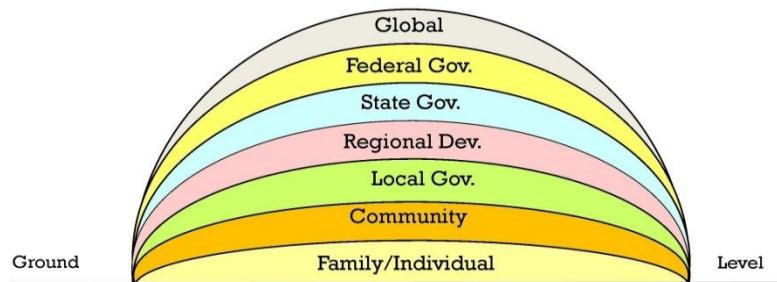 Global
Federal Gov.
State Gov.
Regional Dev.
Local Gov.
Community
Family/Individual
Ground
Level